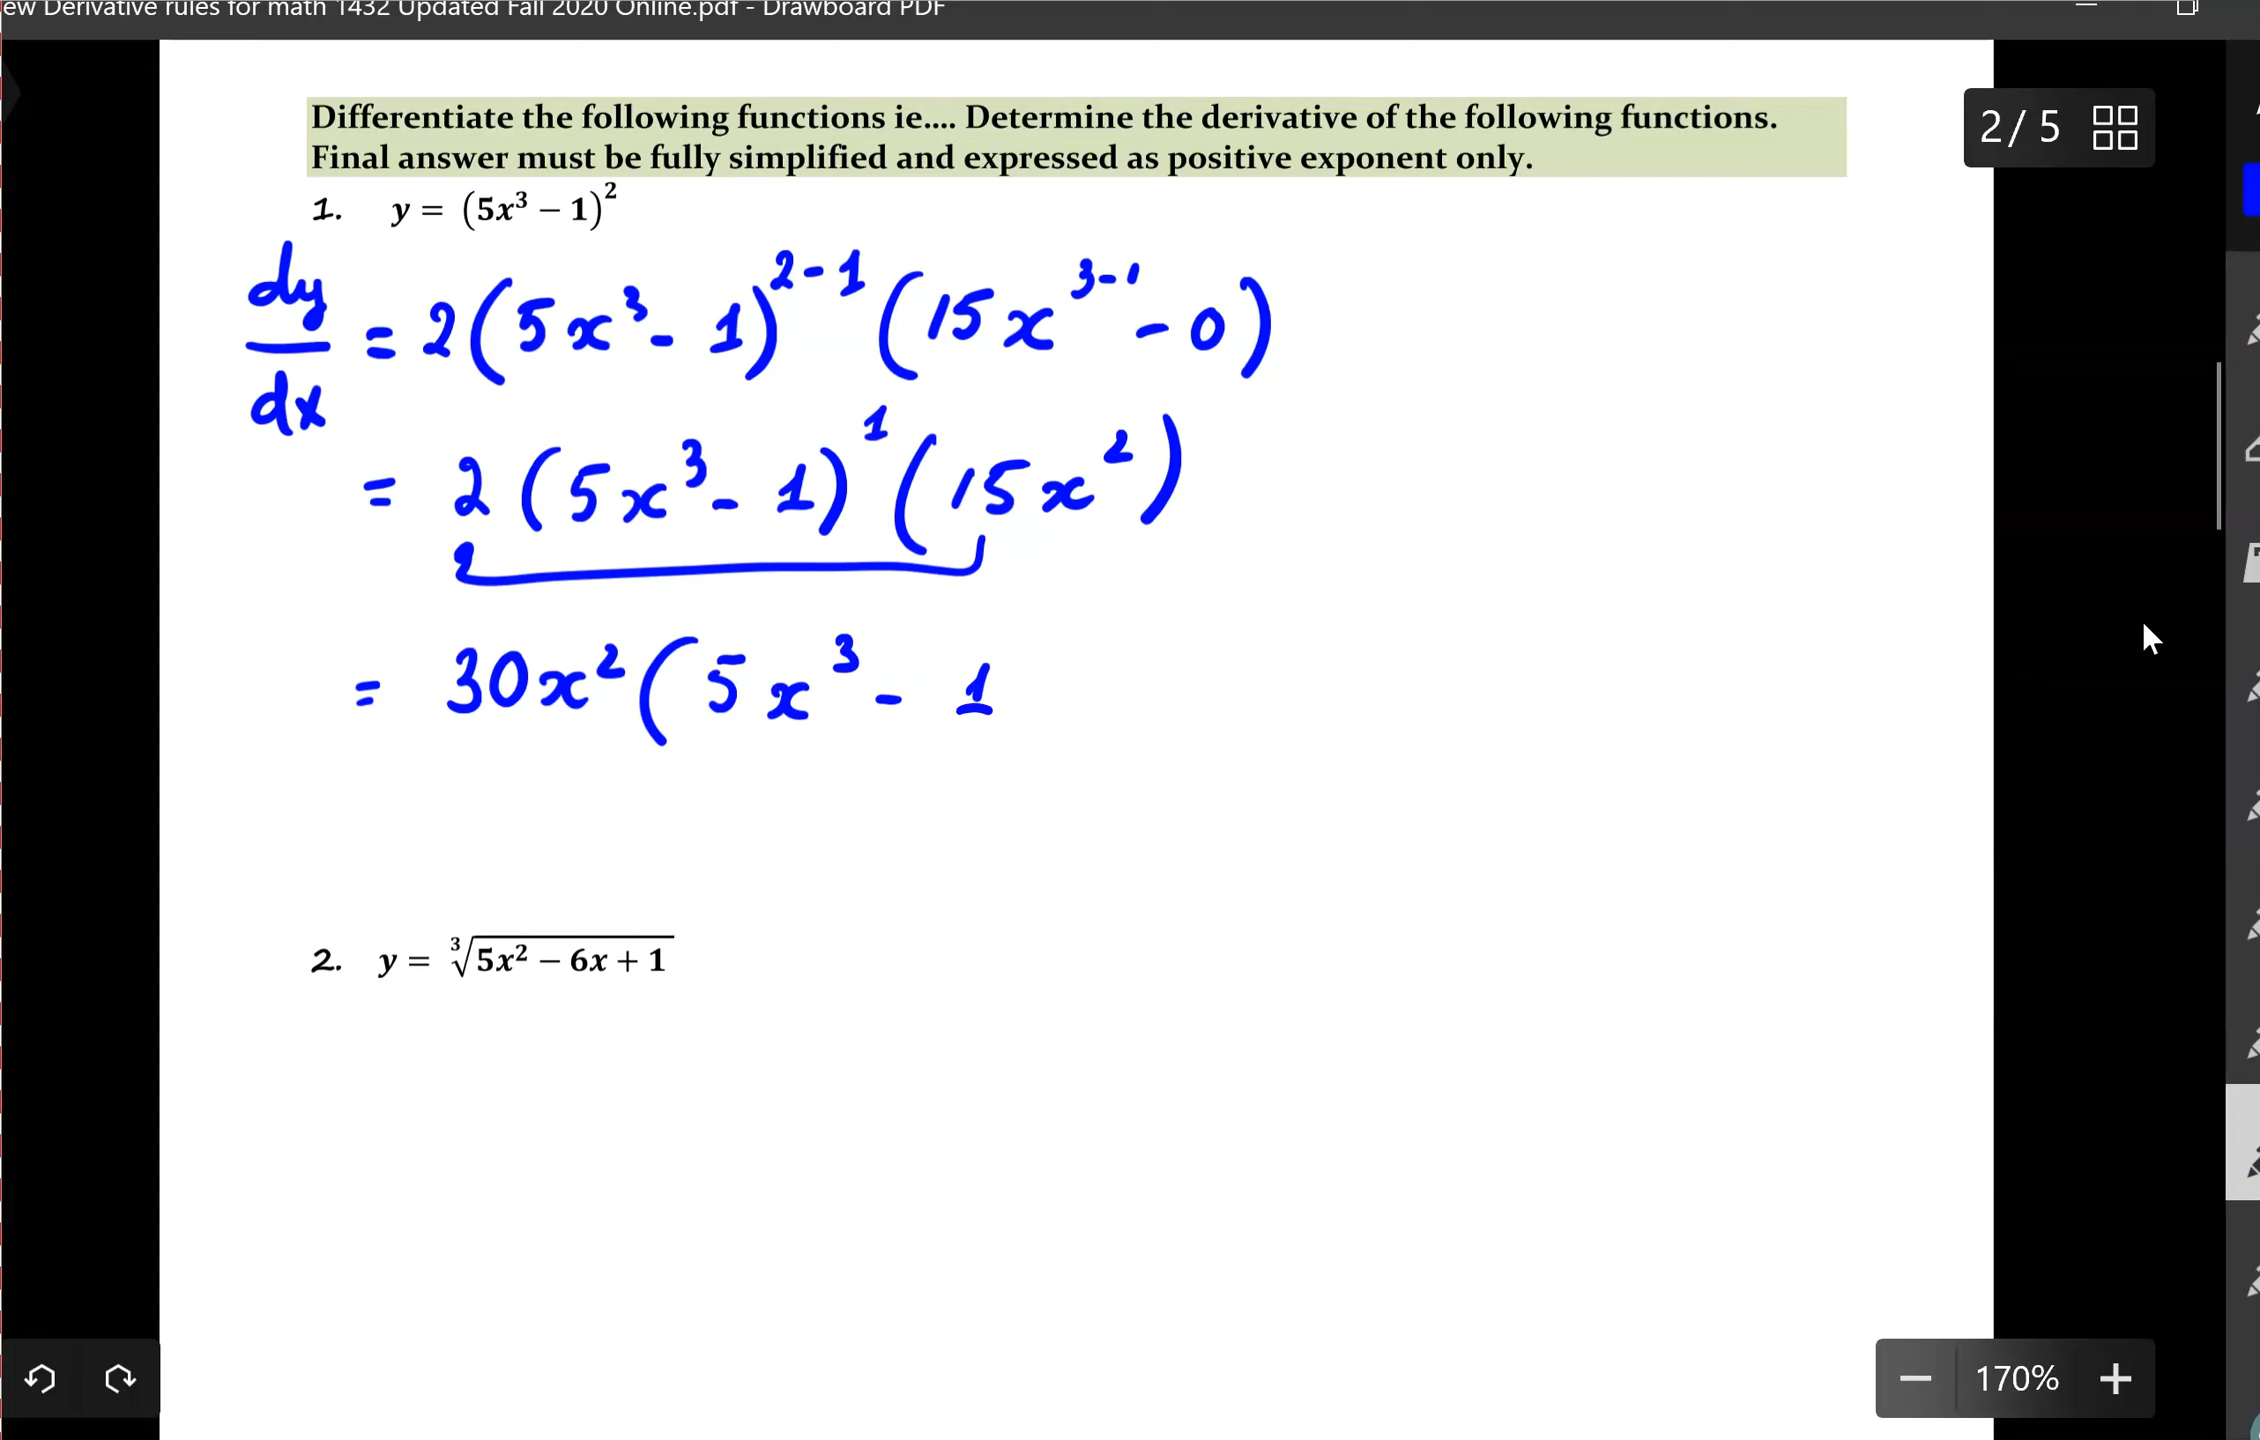 ew Derivative rules for math 1432 Updated Fall 2020 Online.pdf - Drawboard PDF
2/5
Differentiate the following functions ie.... Determine the derivative of the following functions.
Final answer must be fully simplified and expressed as positive exponent only.
1. y = (5x³ − 1)²
dy/dx = 2(5x³ - 1)²⁻¹ (15x³⁻¹ - 0)
= 2(5x³ - 1)¹ (15x²)
= 30x² (5x³ - 1
2. y = ∛(5x² − 6x + 1)
170%